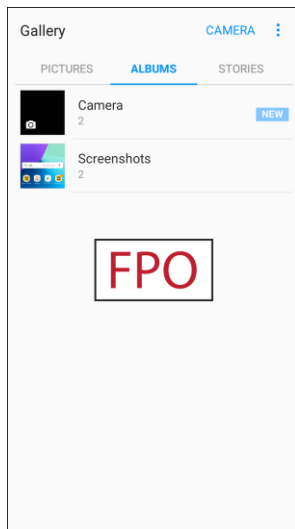 Gallery
CAMERA
PICTURES
ALBUMS
STORIES
Camera
2
NEW
Screenshots
2
FPO